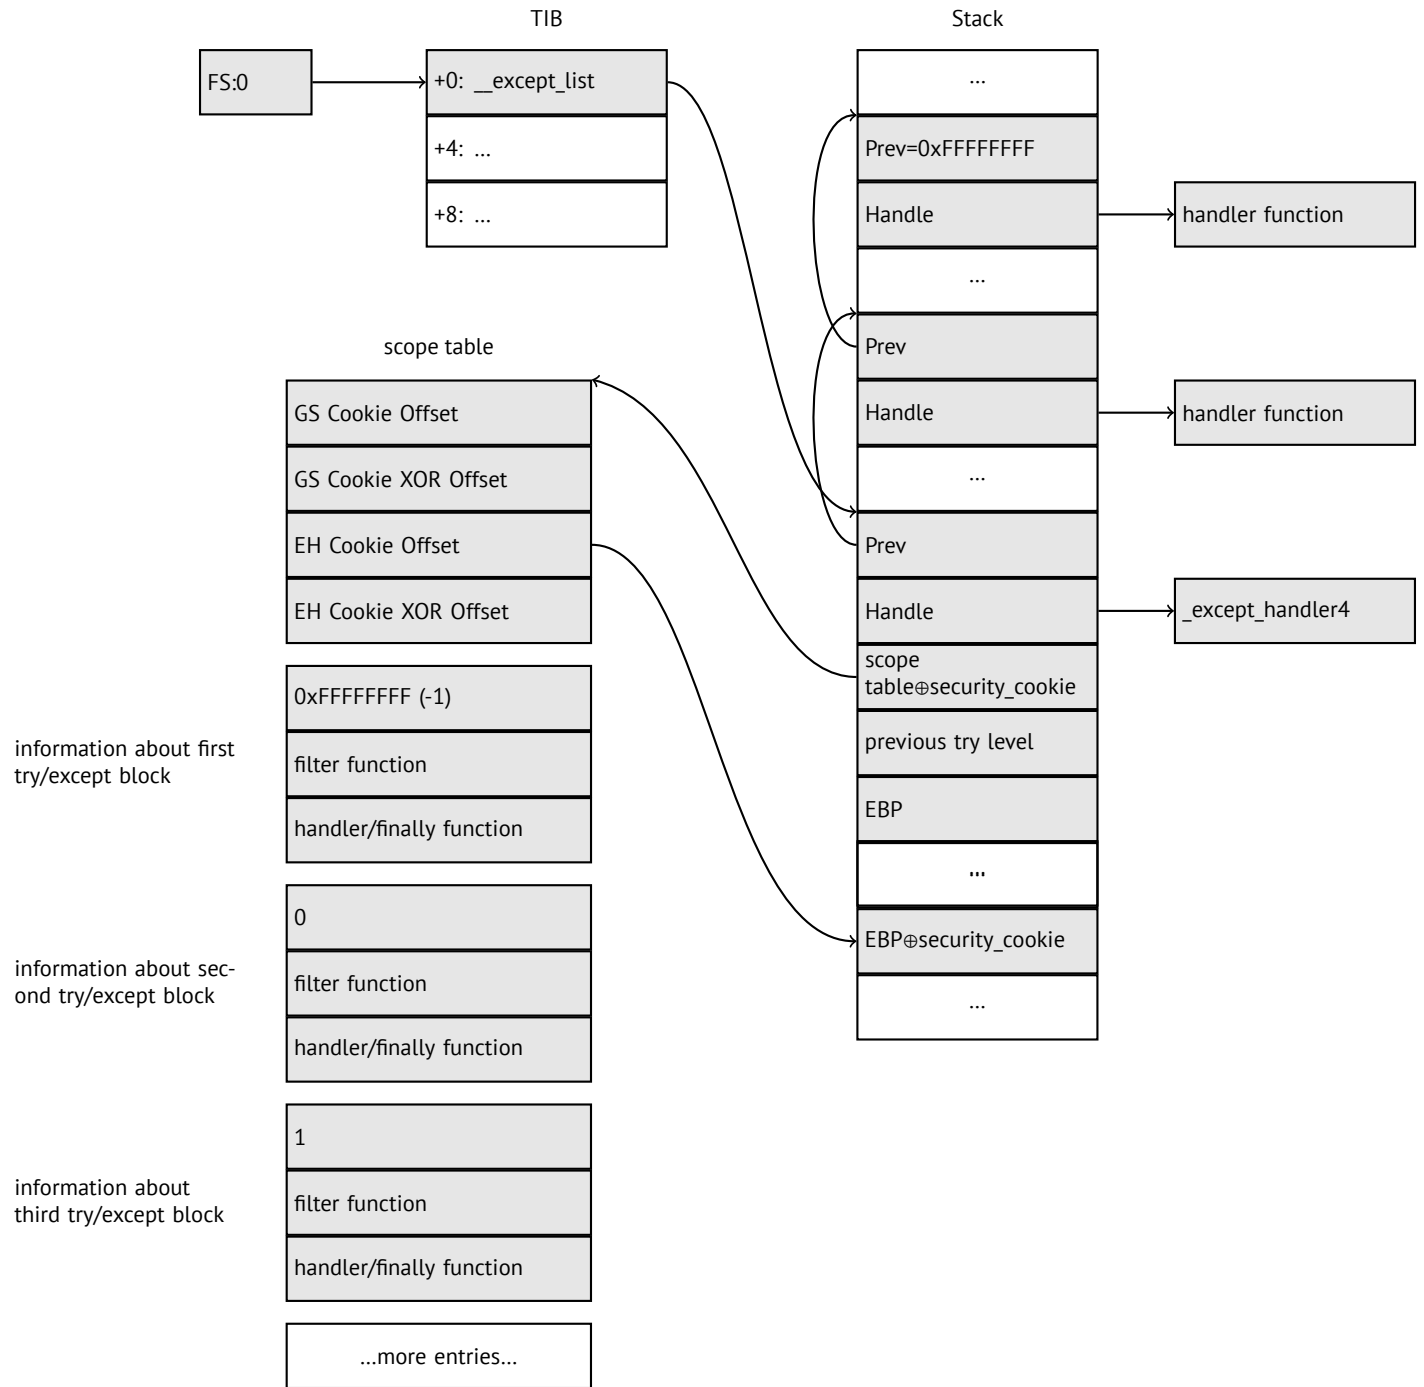 TIB
Stack
FS:0
+0: __except_list
+4: ...
+8: ...
...
Prev=0xFFFFFFFF
Handle
handler function
...
Prev
Handle
handler function
...
Prev
Handle
_except_handler4
scope
table⊕security_cookie
previous try level
EBP
...
EBP⊕security_cookie
...
scope table
GS Cookie Offset
GS Cookie XOR Offset
EH Cookie Offset
EH Cookie XOR Offset
information about first
try/except block
0xFFFFFFFF (-1)
filter function
handler/finally function
information about sec-
ond try/except block
0
filter function
handler/finally function
information about
third try/except block
1
filter function
handler/finally function
...more entries...